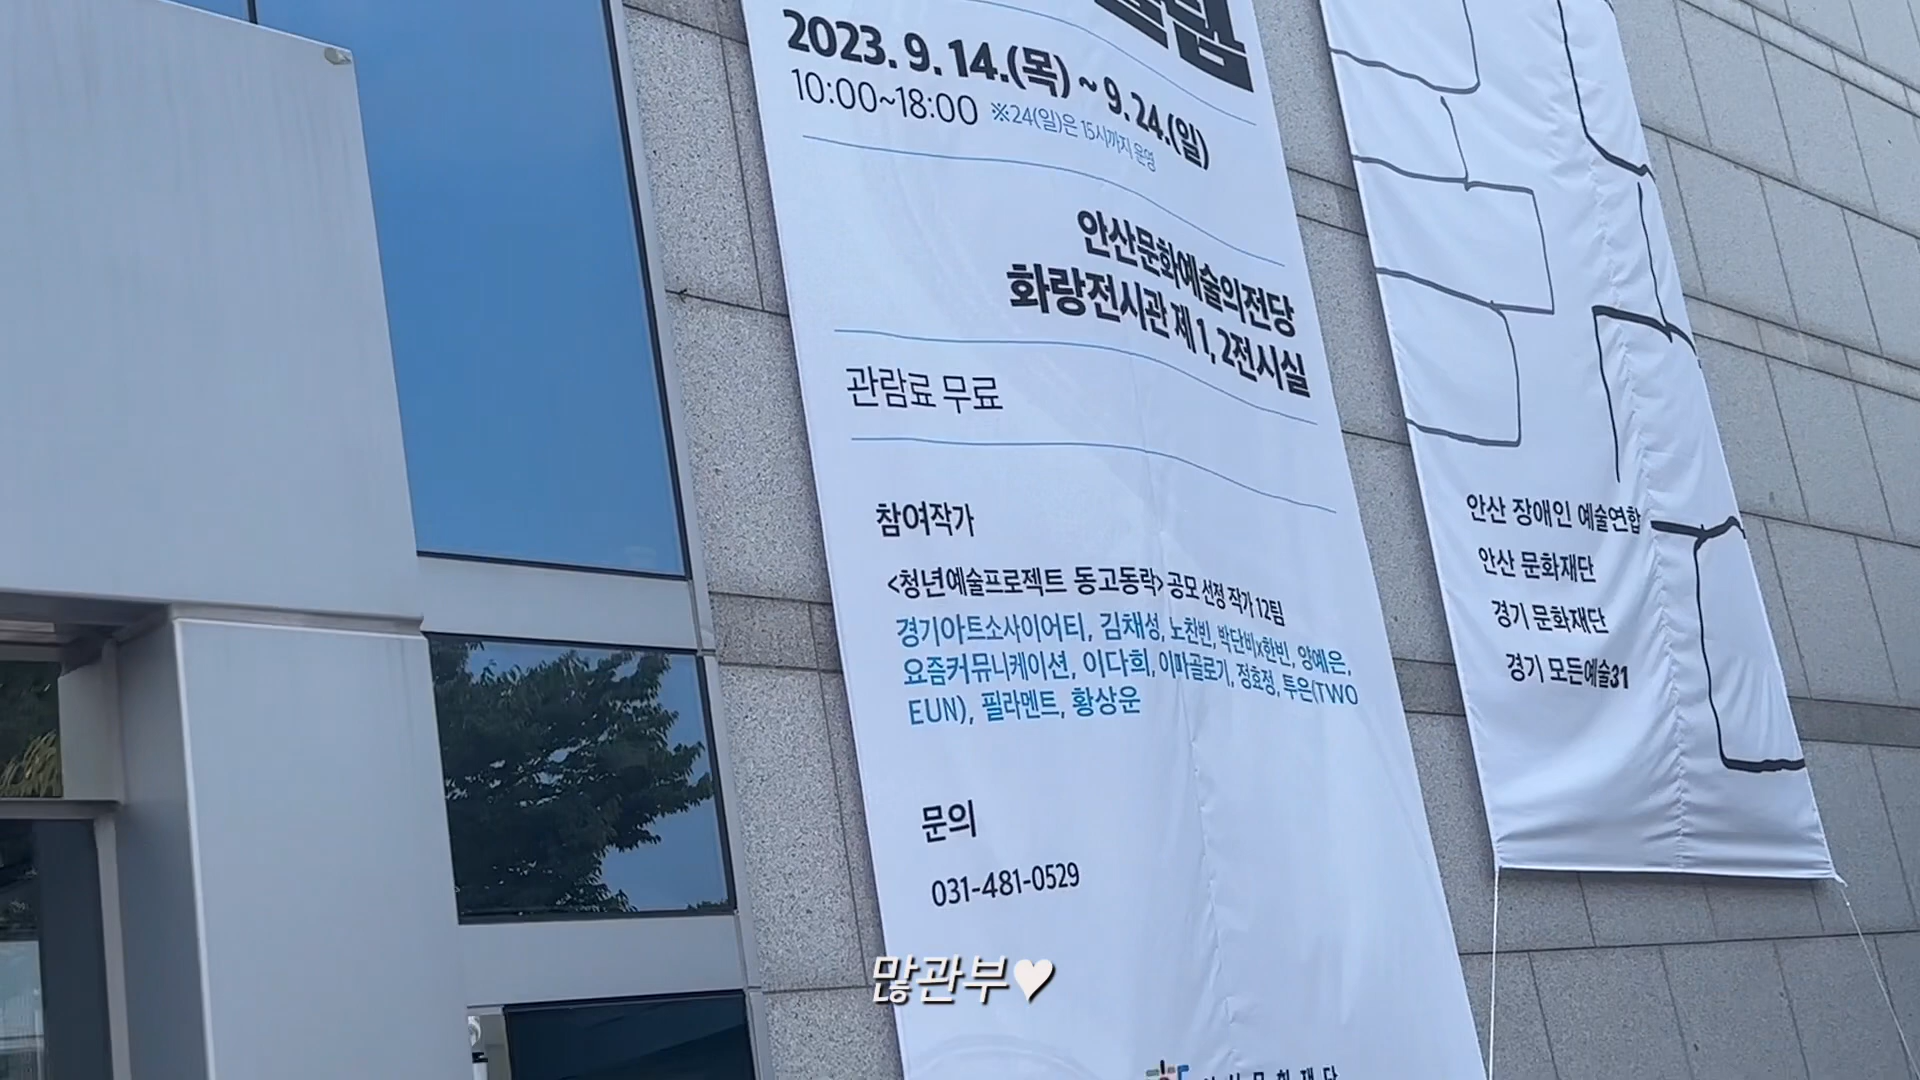 2023. 9. 14.(목) ~ 9. 24.(일)
10:00~18:00 ※24(일)은 15시까지 운영
안산문화예술의전당
화랑전시관 제 1, 2전시실
관람료 무료
참여작가
<청년예술프로젝트 동고동락> 공모 선정 작가 12팀
경기아트소사이어티, 김채성, 노찬빈, 박단비x한빈, 양예은,
요즘커뮤니케이션, 이다희, 이파골로기, 정효정, 투은(TWO
EUN), 필라멘트, 황상운
문의
031-481-0529
많관부♥
안산 장애인 예술연합
안산 문화재단
경기 문화재단
경기 모든예술31